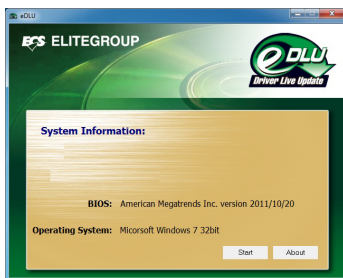 eDLU
ECS ELITEGROUP
eDLU
Driver Live Update
System Information:
BIOS: American Megatrends Inc. version 2011/10/20
Operating System: Micorsoft Windows 7 32bit
Start About